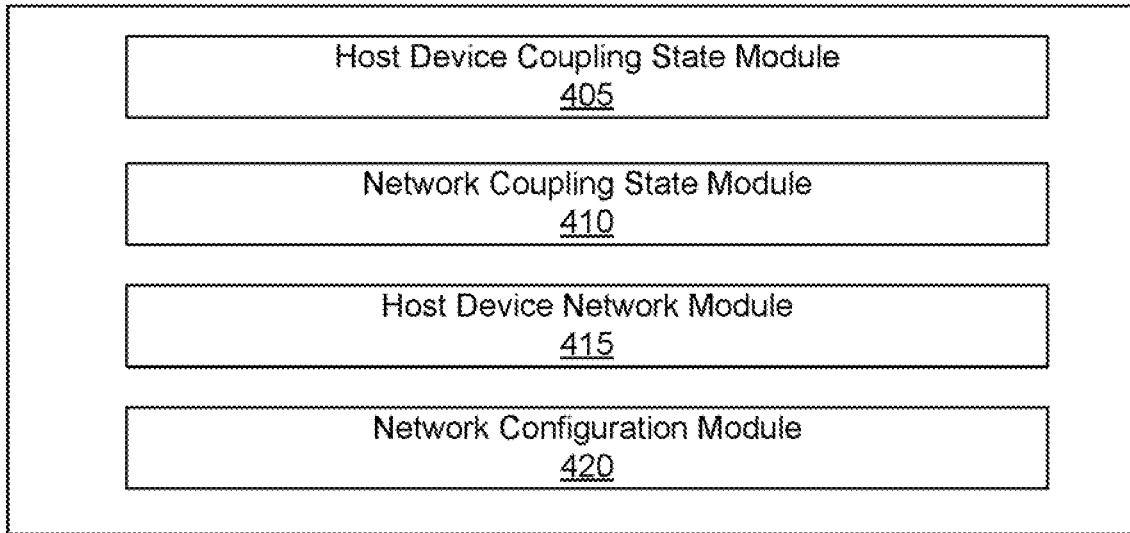 Host Device Coupling State Module
405
Network Coupling State Module
410
Host Device Network Module
415
Network Configuration Module
420